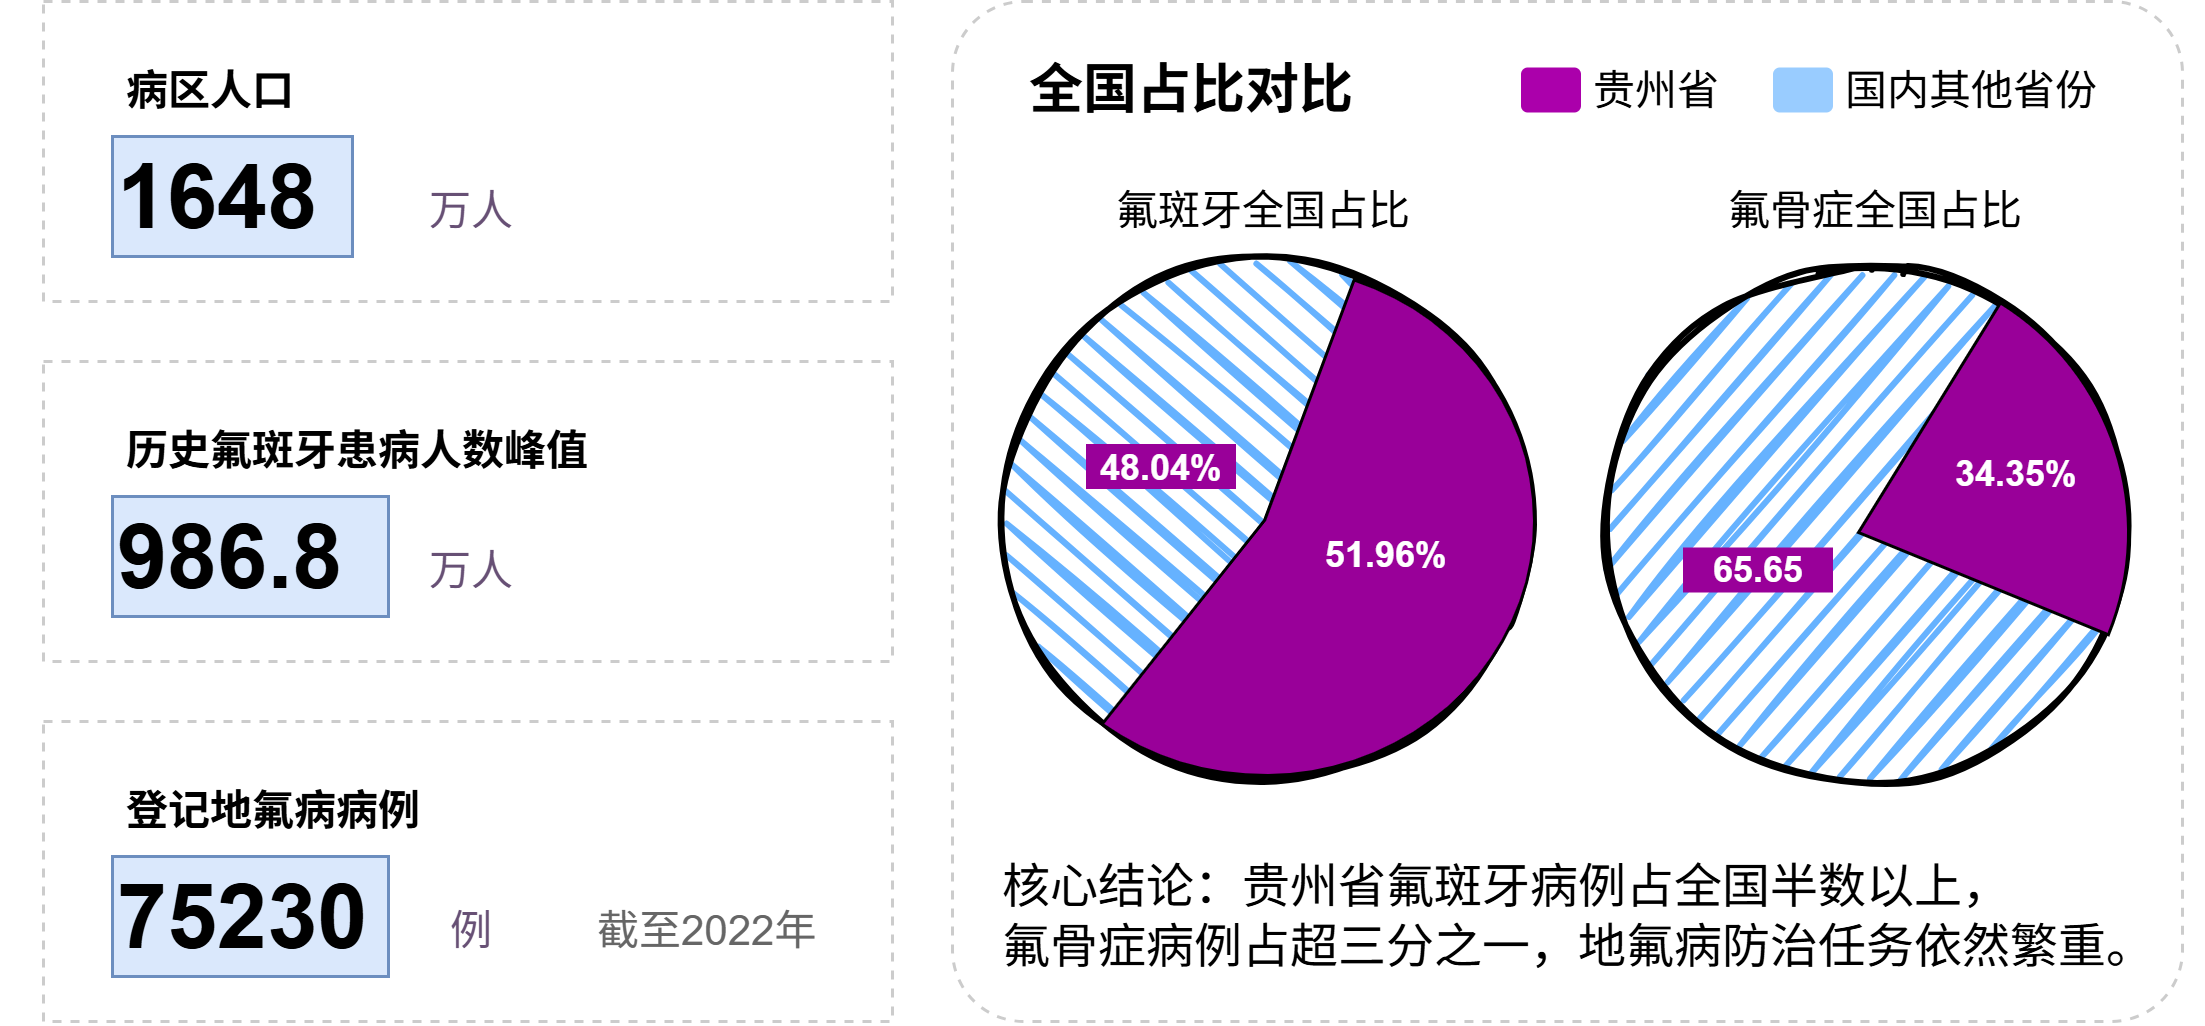 病区人口
1648 万人
历史氟斑牙患病人数峰值
986.8 万人
登记地氟病病例
75230 例 截至2022年
全国占比对比
贵州省 国内其他省份
氟斑牙全国占比 氟骨症全国占比
48.04%
51.96%
34.35%
65.65
核心结论：贵州省氟斑牙病例占全国半数以上，
氟骨症病例占超三分之一，地氟病防治任务依然繁重。